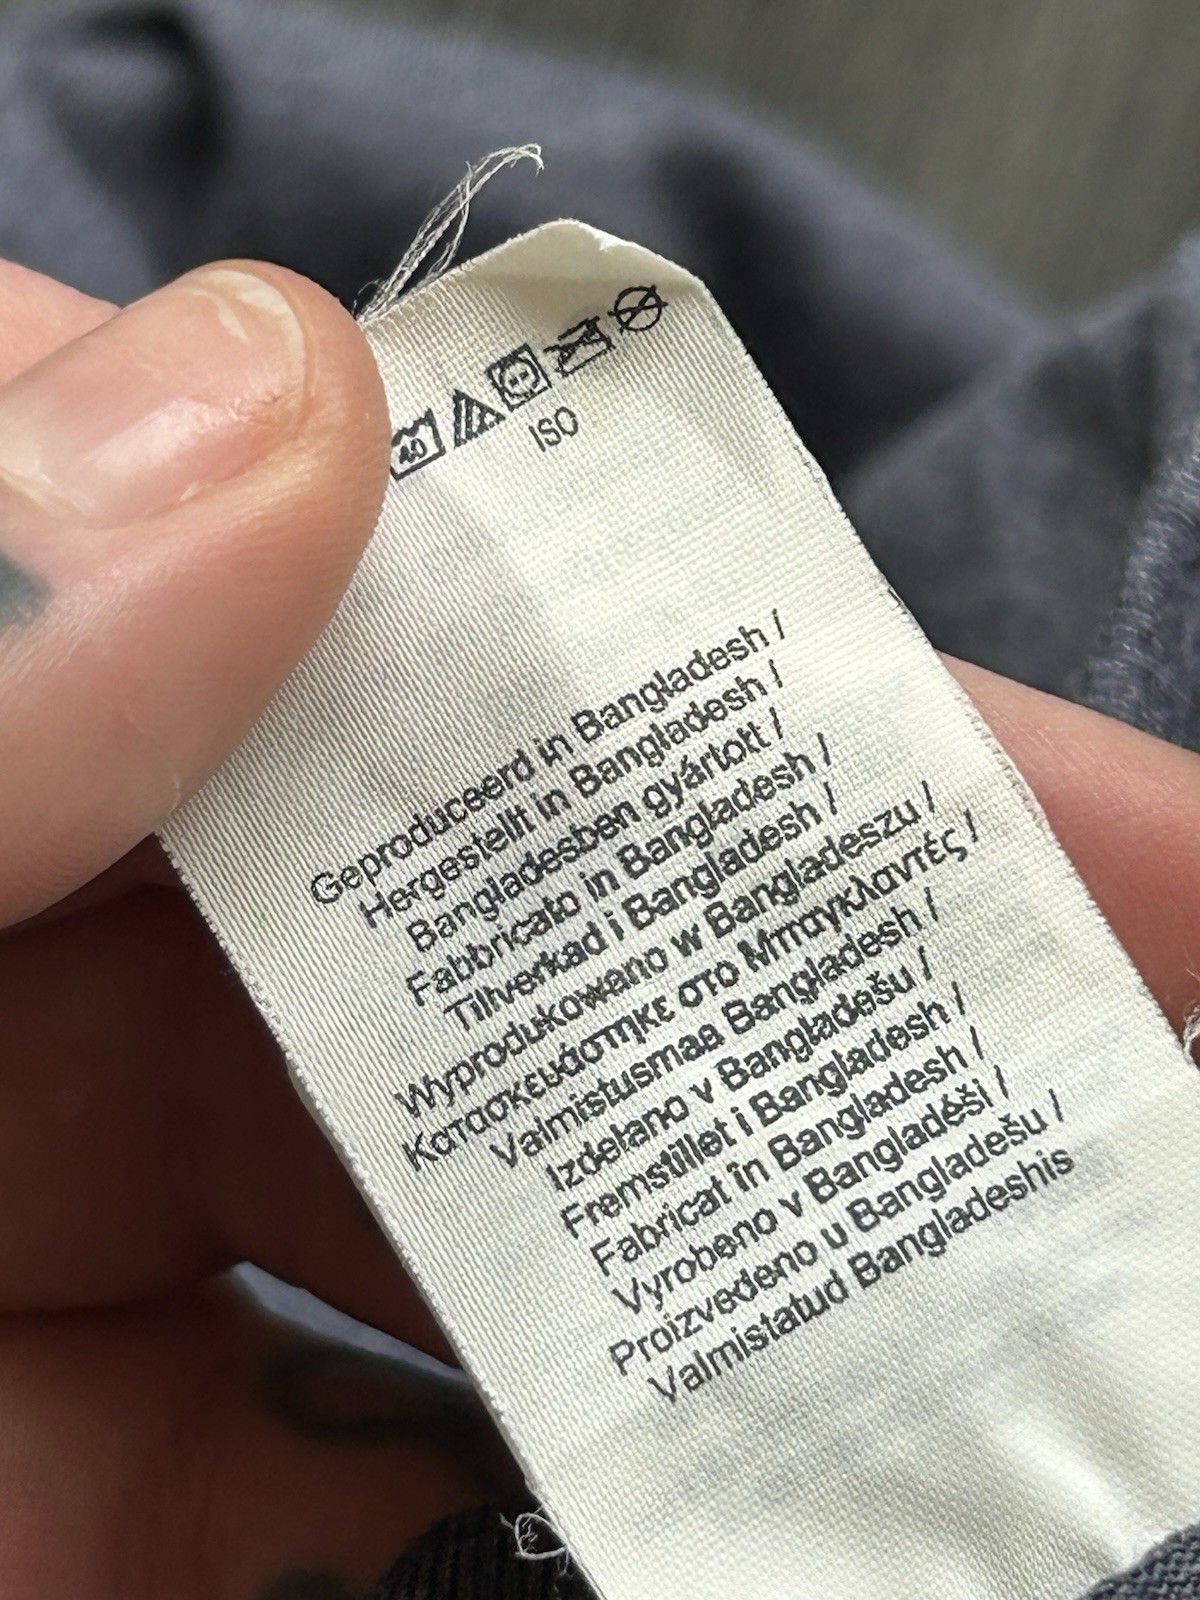 40
ISO
Geproduceerd in Bangladesh /
Hergestellt in Bangladesh /
Bangladesben gyártott /
Fabbricato in Bangladesh /
Tillverkad i Bangladesh /
Wyprodukowano w Bangladeszu /
Κατασκευάστηκε στο Μπαγκλαντές /
Valmistusmaa Bangladesh /
Izdelano v Bangladešu /
Fremstillet i Bangladesh /
Fabricat în Bangladesh /
Vyrobeno v Bangladéši /
Proizvedeno u Bangladešu /
Valmistatud Bangladeshis